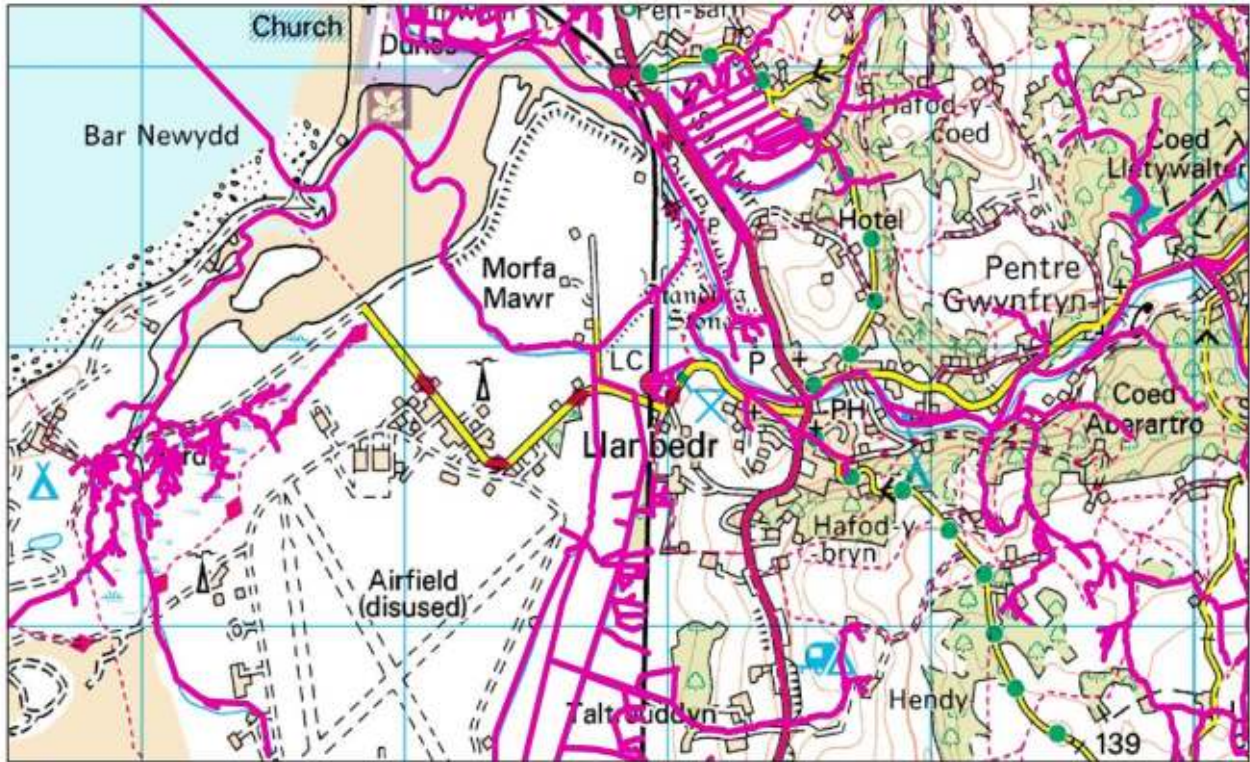 Church
Bar Newydd
Hafod-y-
coed
Coed
Hotel
Morfa
Mawr
Pentre
Gwynfryn
LC
P
PH
Coed
Aberartro
Llanbedr
Hafod-y
-bryn
Airfield
(disused)
Hendy
139